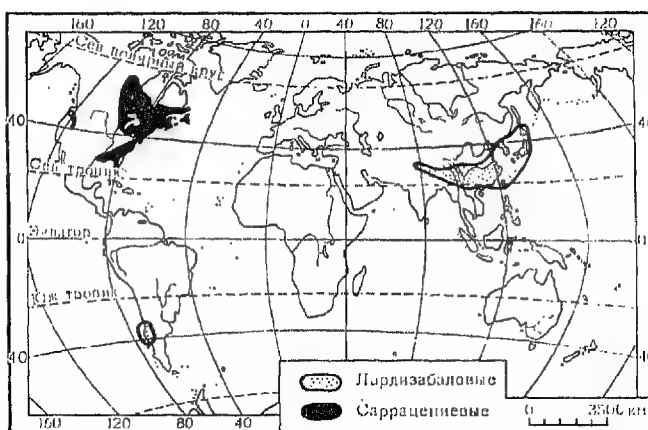 160 120 80 40 0 40 80 120 160 160 120
Сев полярный круг
40 40
Сев тропик
Экватор
0 0
Юж тропик
40 40
Лардизабаловые
Саррацениевые
0 3500 км
160 120 80 40